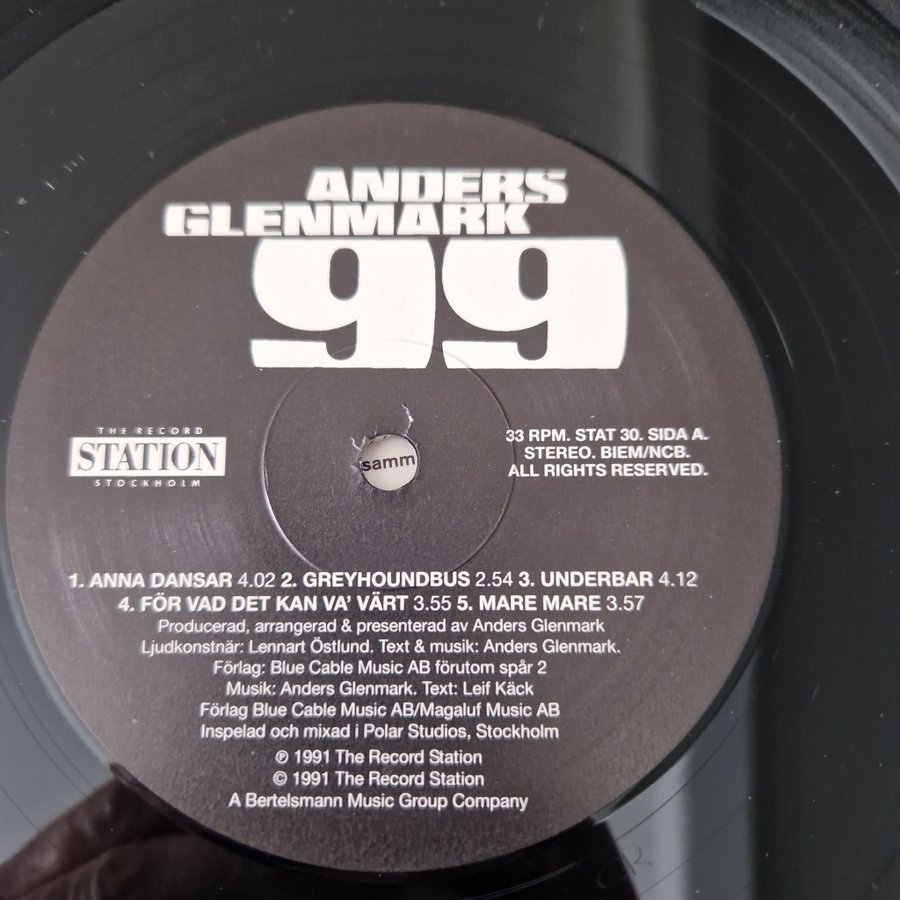 ANDERS
GLENMARK
99
THE RECORD
STATION
STOCKHOLM
33 RPM. STAT 30. SIDA A.
STEREO. BIEM/NCB.
ALL RIGHTS RESERVED.
samm
1. ANNA DANSAR 4.02 2. GREYHOUNDBUS 2.54 3. UNDERBAR 4.12
4. FÖR VAD DET KAN VA' VÄRT 3.55 5. MARE MARE 3.57
Producerad, arrangerad & presenterad av Anders Glenmark
Ljudkonstnär: Lennart Östlund. Text & musik: Anders Glenmark.
Förlag: Blue Cable Music AB förutom spår 2
Musik: Anders Glenmark. Text: Leif Käck
Förlag Blue Cable Music AB/Magaluf Music AB
Inspelad och mixad i Polar Studios, Stockholm
℗ 1991 The Record Station
© 1991 The Record Station
A Bertelsmann Music Group Company